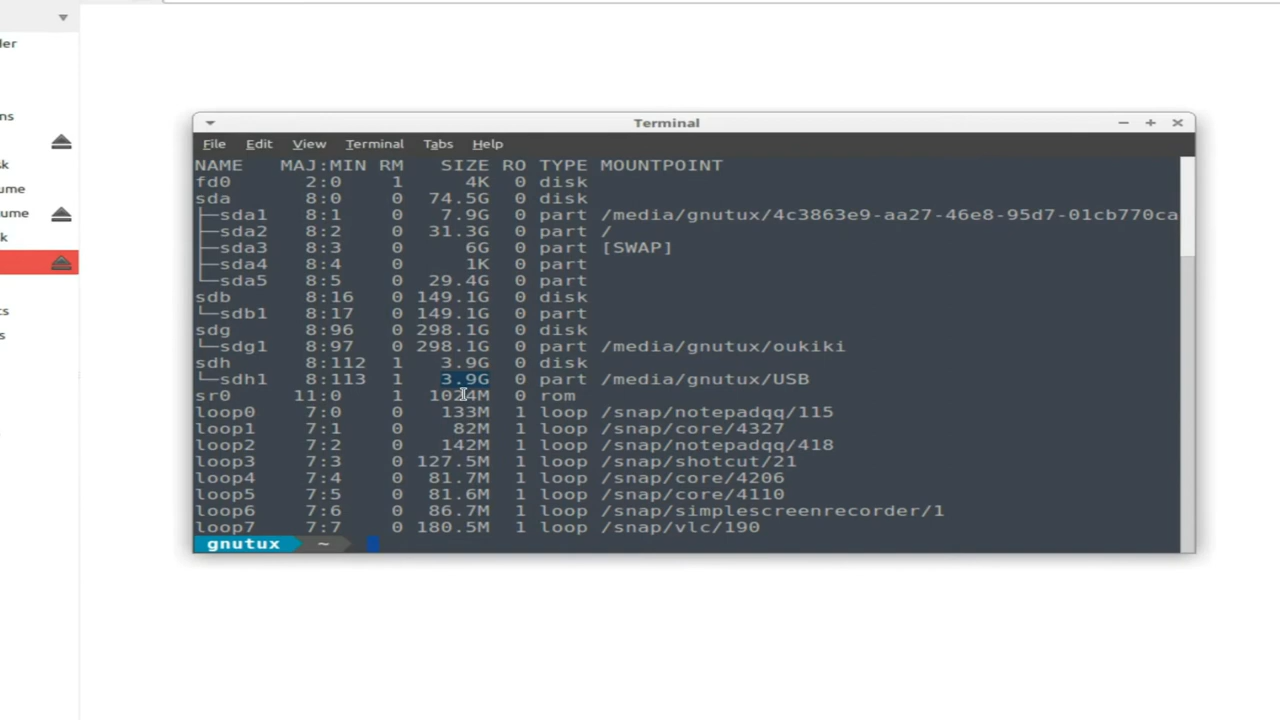 ler
ns
sk
ume
ume
k
ts
s
Terminal
File Edit View Terminal Tabs Help
NAME MAJ:MIN RM SIZE RO TYPE MOUNTPOINT
fd0 2:0 1 4K 0 disk
sda 8:0 0 74.5G 0 disk
├─sda1 8:1 0 7.9G 0 part /media/gnutux/4c3863e9-aa27-46e8-95d7-01cb770ca
├─sda2 8:2 0 31.3G 0 part /
├─sda3 8:3 0 6G 0 part [SWAP]
├─sda4 8:4 0 1K 0 part
└─sda5 8:5 0 29.4G 0 part
sdb 8:16 0 149.1G 0 disk
└─sdb1 8:17 0 149.1G 0 part
sdg 8:96 0 298.1G 0 disk
└─sdg1 8:97 0 298.1G 0 part /media/gnutux/oukiki
sdh 8:112 1 3.9G 0 disk
└─sdh1 8:113 1 3.9G 0 part /media/gnutux/USB
sr0 11:0 1 1024M 0 rom
loop0 7:0 0 133M 1 loop /snap/notepadqq/115
loop1 7:1 0 82M 1 loop /snap/core/4327
loop2 7:2 0 142M 1 loop /snap/notepadqq/418
loop3 7:3 0 127.5M 1 loop /snap/shotcut/21
loop4 7:4 0 81.7M 1 loop /snap/core/4206
loop5 7:5 0 81.6M 1 loop /snap/core/4110
loop6 7:6 0 86.7M 1 loop /snap/simplescreenrecorder/1
loop7 7:7 0 180.5M 1 loop /snap/vlc/190
gnutux ~